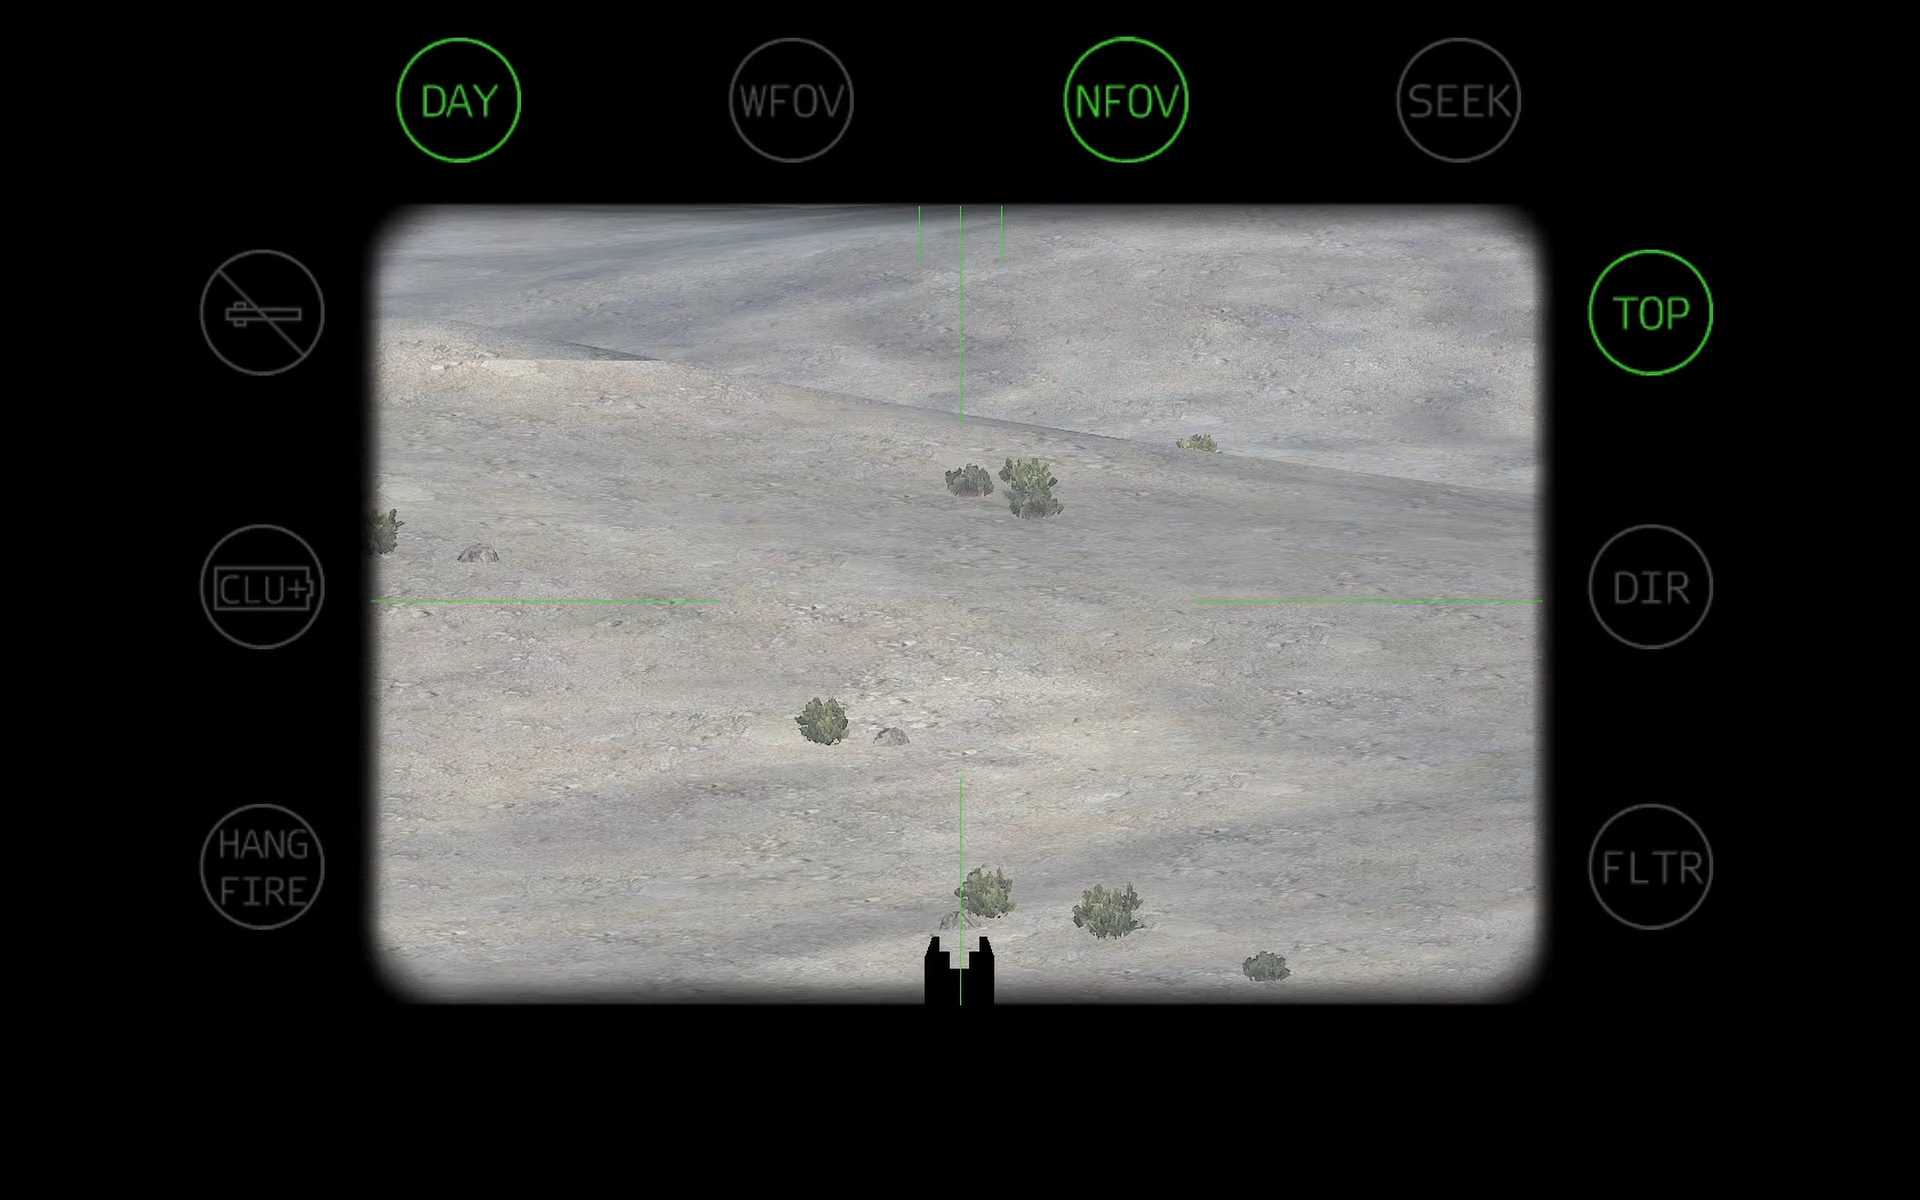 DAY
WFOV
NFOV
SEEK
TOP
CLU+
DIR
HANG
FIRE
FLTR